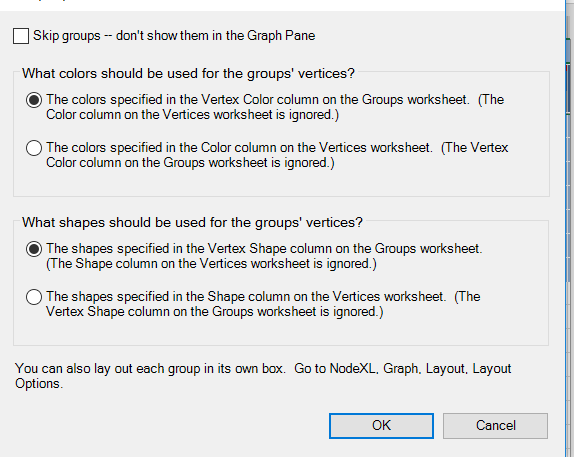 Skip groups -- don't show them in the Graph Pane
What colors should be used for the groups' vertices?
The colors specified in the Vertex Color column on the Groups worksheet.  (The
Color column on the Vertices worksheet is ignored.)
The colors specified in the Color column on the Vertices worksheet.  (The Vertex
Color column on the Groups worksheet is ignored.)
What shapes should be used for the groups' vertices?
The shapes specified in the Vertex Shape column on the Groups worksheet.
(The Shape column on the Vertices worksheet is ignored.)
The shapes specified in the Shape column on the Vertices worksheet.  (The
Vertex Shape column on the Groups worksheet is ignored.)
You can also lay out each group in its own box.  Go to NodeXL, Graph, Layout, Layout
Options.
OK
Cancel